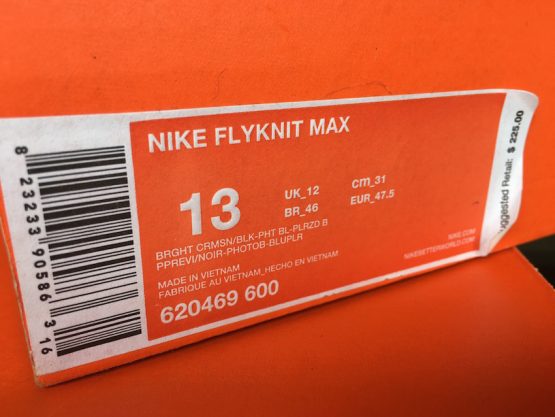 NIKE FLYKNIT MAX
13
UK_12
cm_31
BR_46
EUR_47.5
BRGHT CRMSN/BLK-PHT BL-PLRZD B
PPREVI/NOIR-PHOTOB-BLUPLR
MADE IN VIETNAM
FABRIQUE AU VIETNAM_HECHO EN VIETNAM
620469 600
NIKE.COM
NIKEBETTERWORLD.COM
uggested Retail: $ 225.00
8 23233 90586 3 16